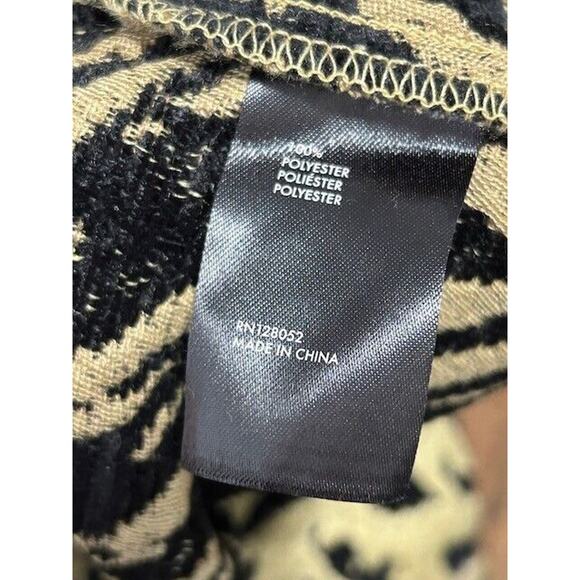 100%
POLYESTER
POLIÉSTER
POLYESTER
RN128052
MADE IN CHINA